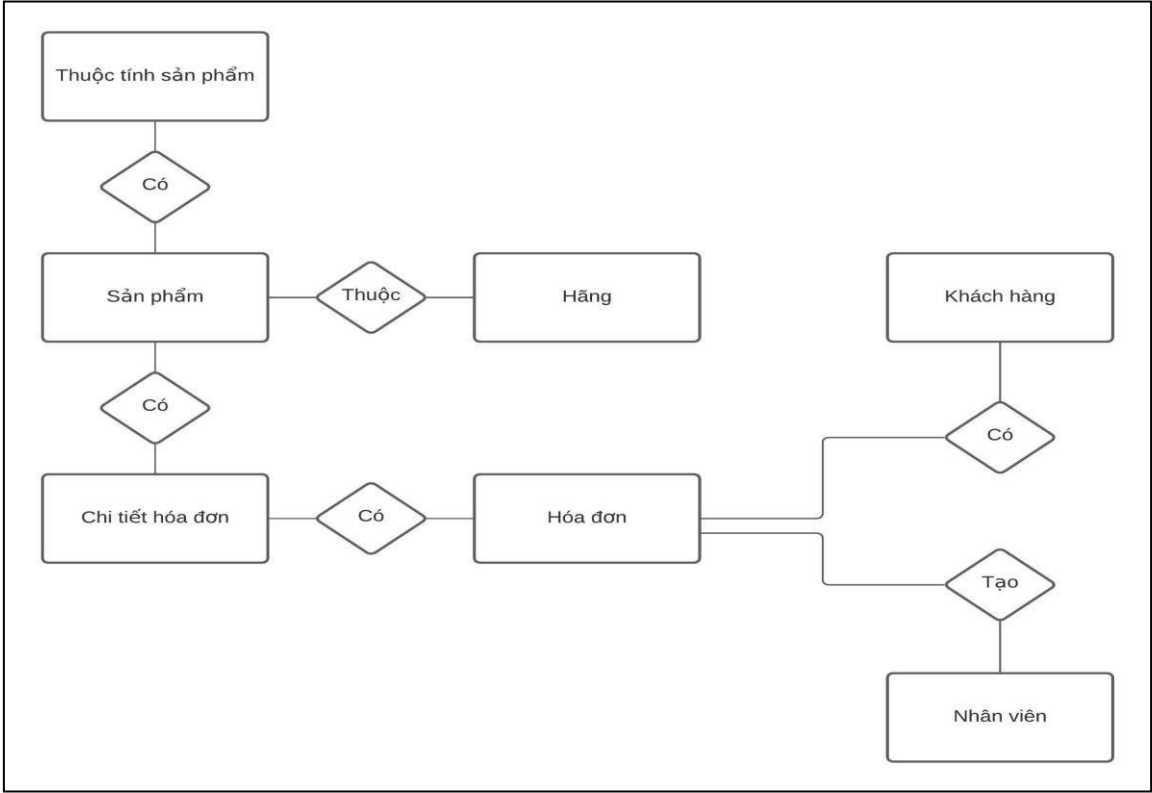 Thuộc tính sản phẩm
Có
Sản phẩm
Thuộc
Hãng
Khách hàng
Có
Có
Chi tiết hóa đơn
Có
Hóa đơn
Tạo
Nhân viên